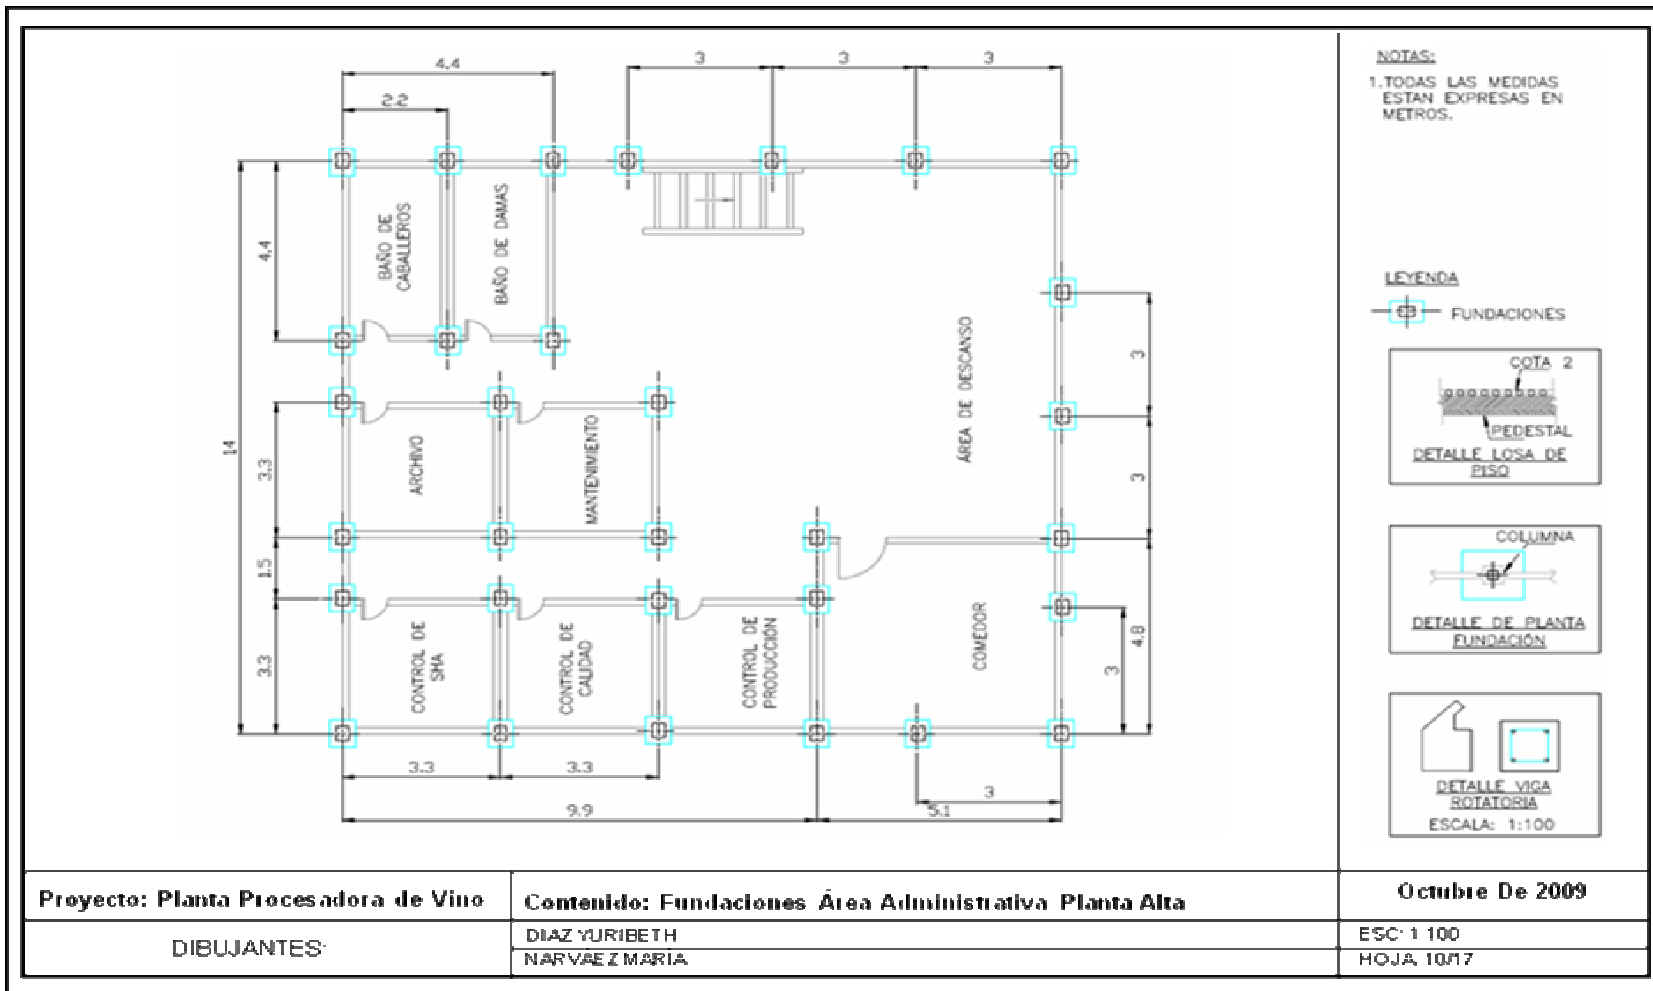 4.4
3
3
3
2.2
14
4.4
3.3
1.5
3.3
BAÑO DE
CABALLEROS
BAÑO DE DAMAS
ARCHIVO
MANTENIMIENTO
ÁREA DE DESCANSO
CONTROL DE
SHA
CONTROL DE
CALIDAD
CONTROL DE
PRODUCCIÓN
COMEDOR
3
3
4.8
3
3.3
3.3
3
9.9
5.1
NOTAS:
1.TODAS LAS MEDIDAS
ESTAN EXPRESAS EN
METROS.
LEYENDA
FUNDACIONES
COTA 2
PEDESTAL
DETALLE LOSA DE
PISO
COLUMNA
DETALLE DE PLANTA
FUNDACIÓN
DETALLE VIGA
ROTATORIA
ESCALA: 1:100
Proyecto: Planta Procesadora de Vino
Contenido: Fundaciones Área Administrativa Planta Alta
Octubre De 2009
DIBUJANTES:
DIAZ YURIBETH
NARVAEZ MARIA
ESC: 1:100
HOJA 10/17